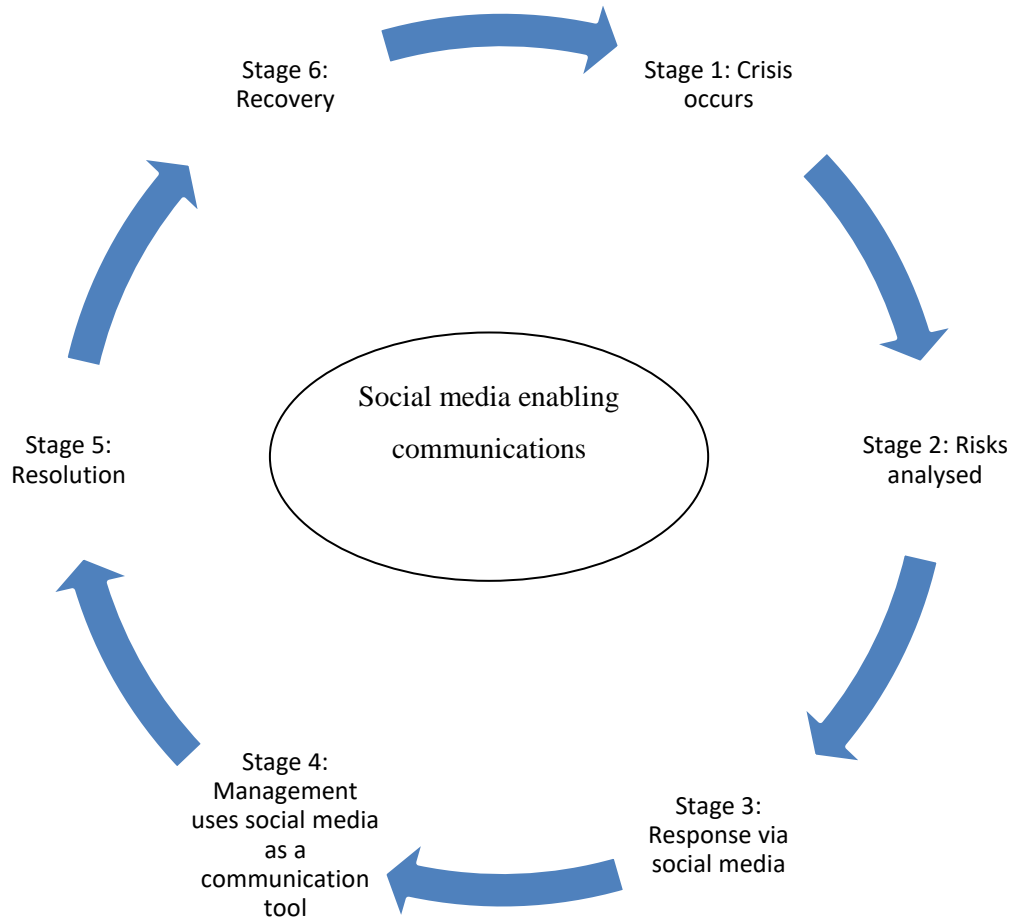 Stage 1: Crisis
occurs
Stage 2: Risks
analysed
Stage 3:
Response via
social media
Stage 4:
Management
uses social media
as a
communication
tool
Stage 5:
Resolution
Stage 6:
Recovery
Social media enabling
communications